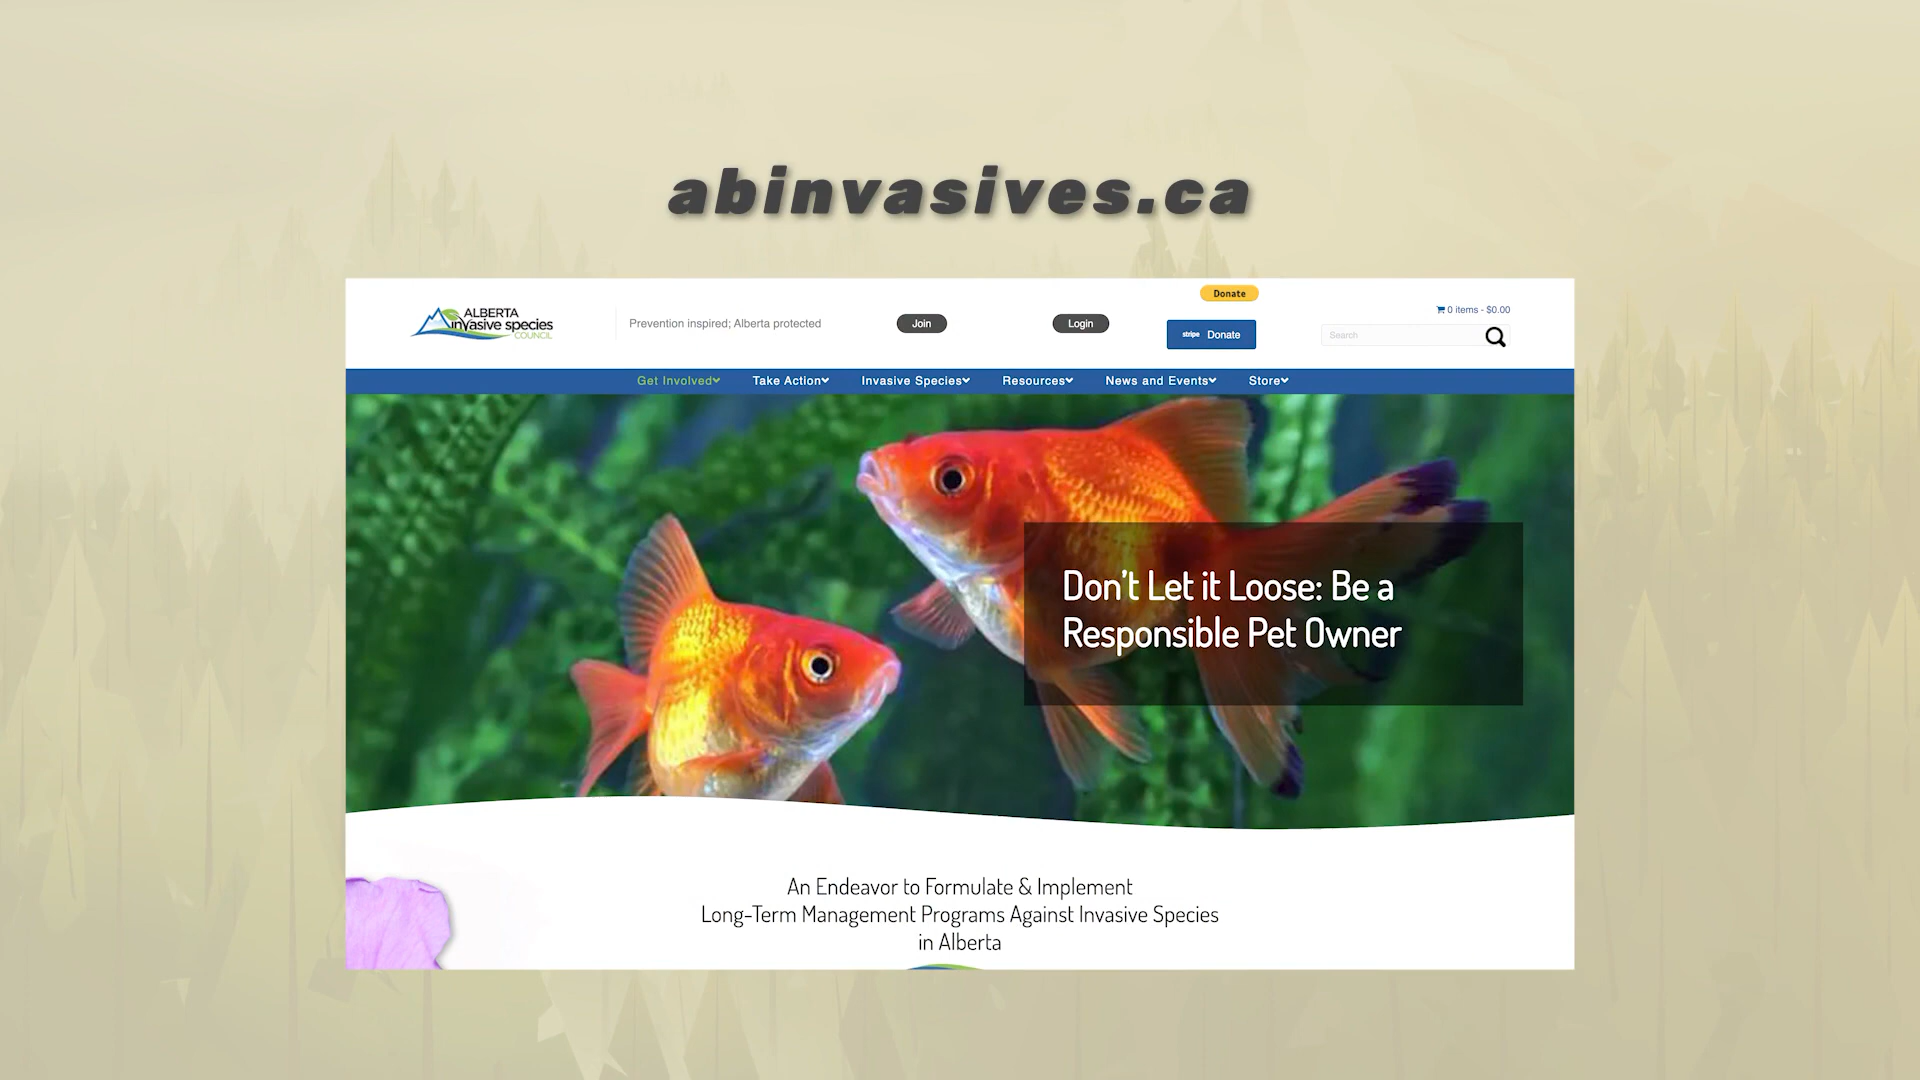 abinvasives.ca
Donate
ALBERTA
invasive species
COUNCIL
Prevention inspired; Alberta protected
Join
Login
stripe Donate
0 items - $0.00
Search
Get Involved
Take Action
Invasive Species
Resources
News and Events
Store
Don't Let it Loose: Be a
Responsible Pet Owner
An Endeavor to Formulate & Implement
Long-Term Management Programs Against Invasive Species
in Alberta